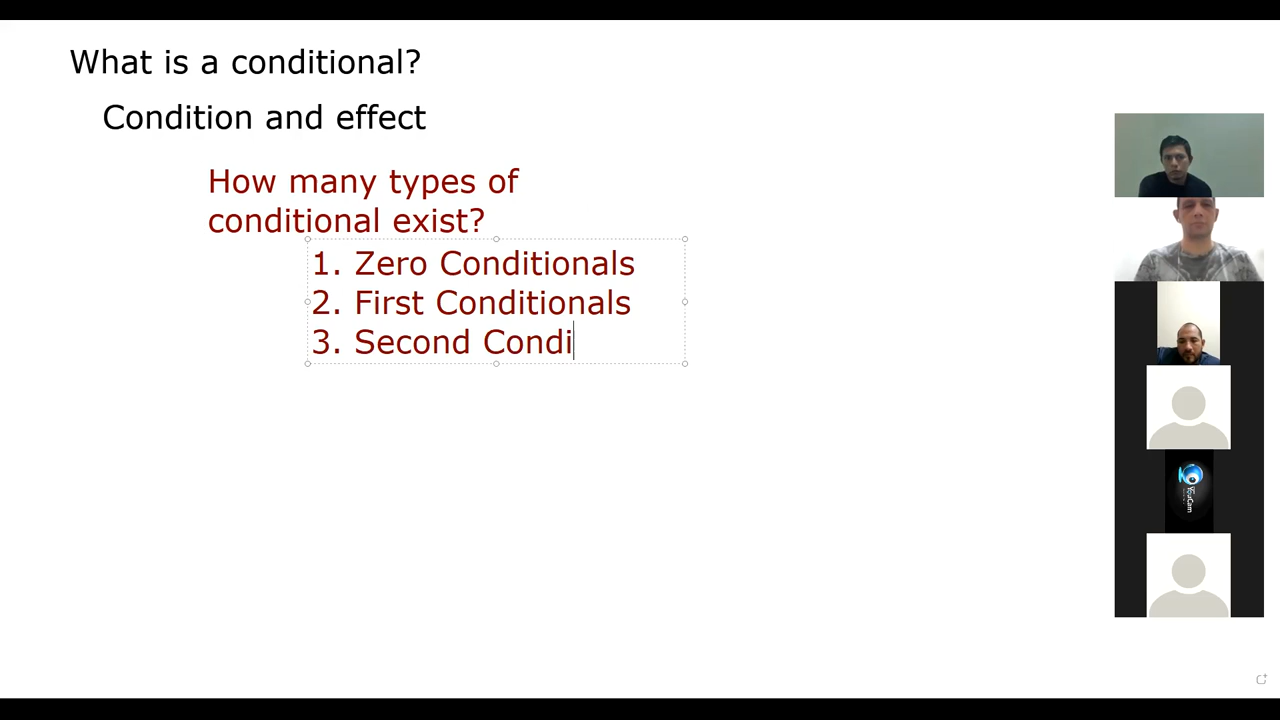 What is a conditional?
Condition and effect
How many types of
conditional exist?
1. Zero Conditionals
2. First Conditionals
3. Second Condi
YouCam